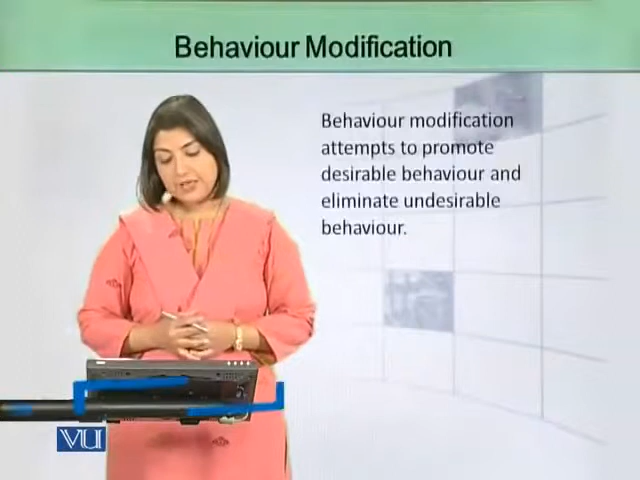 Behaviour Modification
Behaviour modification
attempts to promote
desirable behaviour and
eliminate undesirable
behaviour.
VU